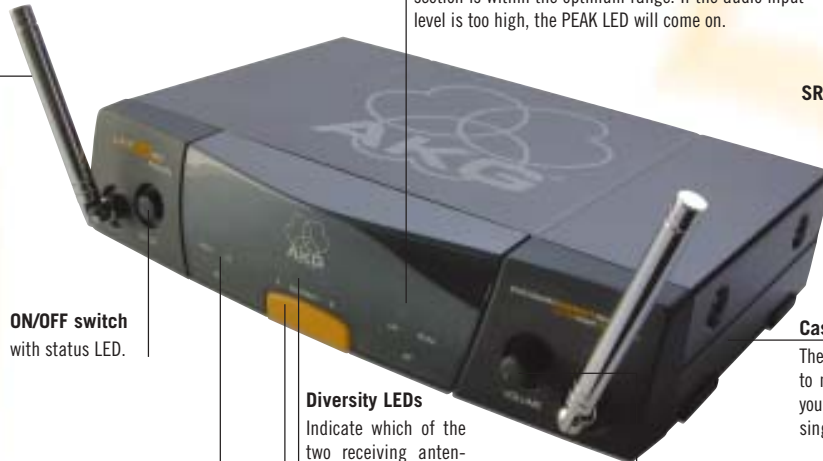 section is within the optimum range. If the audio input
level is too high, the PEAK LED will come on.
SR
AKG
AKG
ON/OFF switch
with status LED.
VOLUME
Diversity LEDs
Indicate which of the
two receiving anten-
Cas
The
to
you
sing